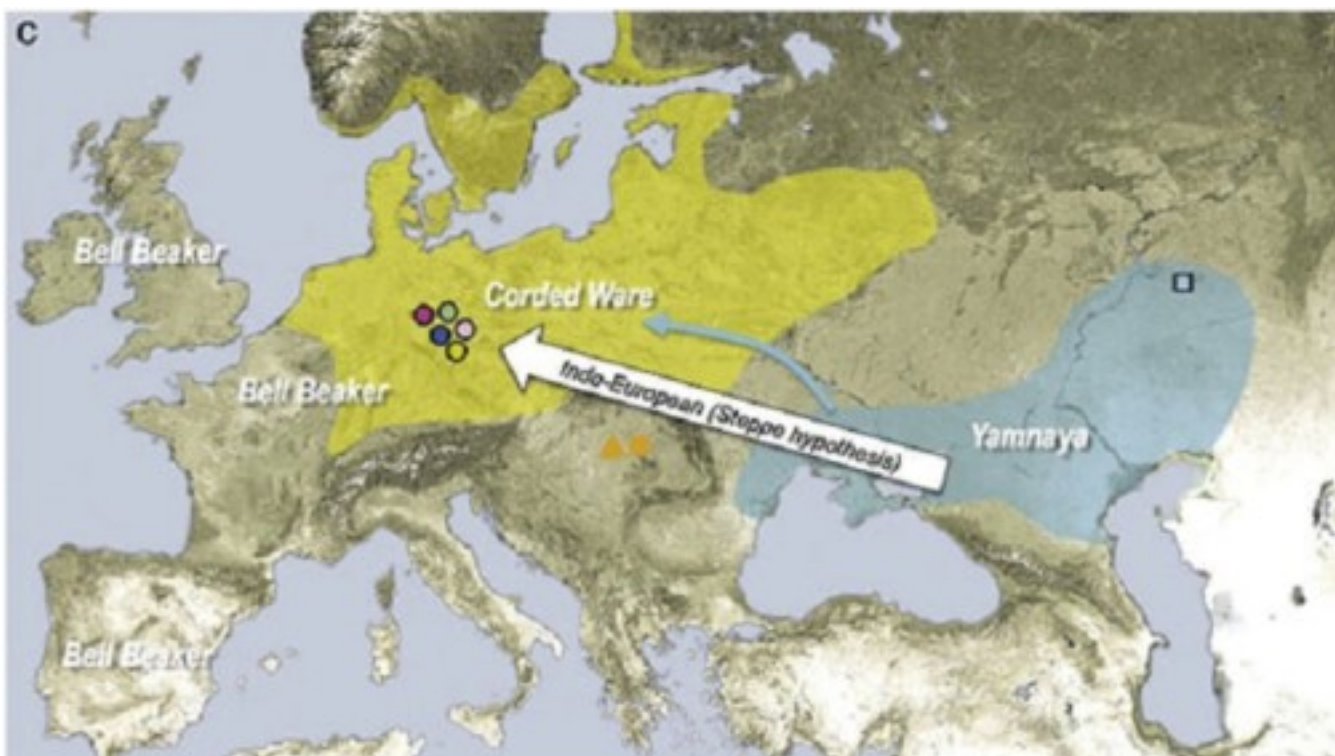 C
Bell Beaker
Corded Ware
Bell Beaker
Indo-European (Steppe hypothesis)
Yamnaya
Bell Beaker